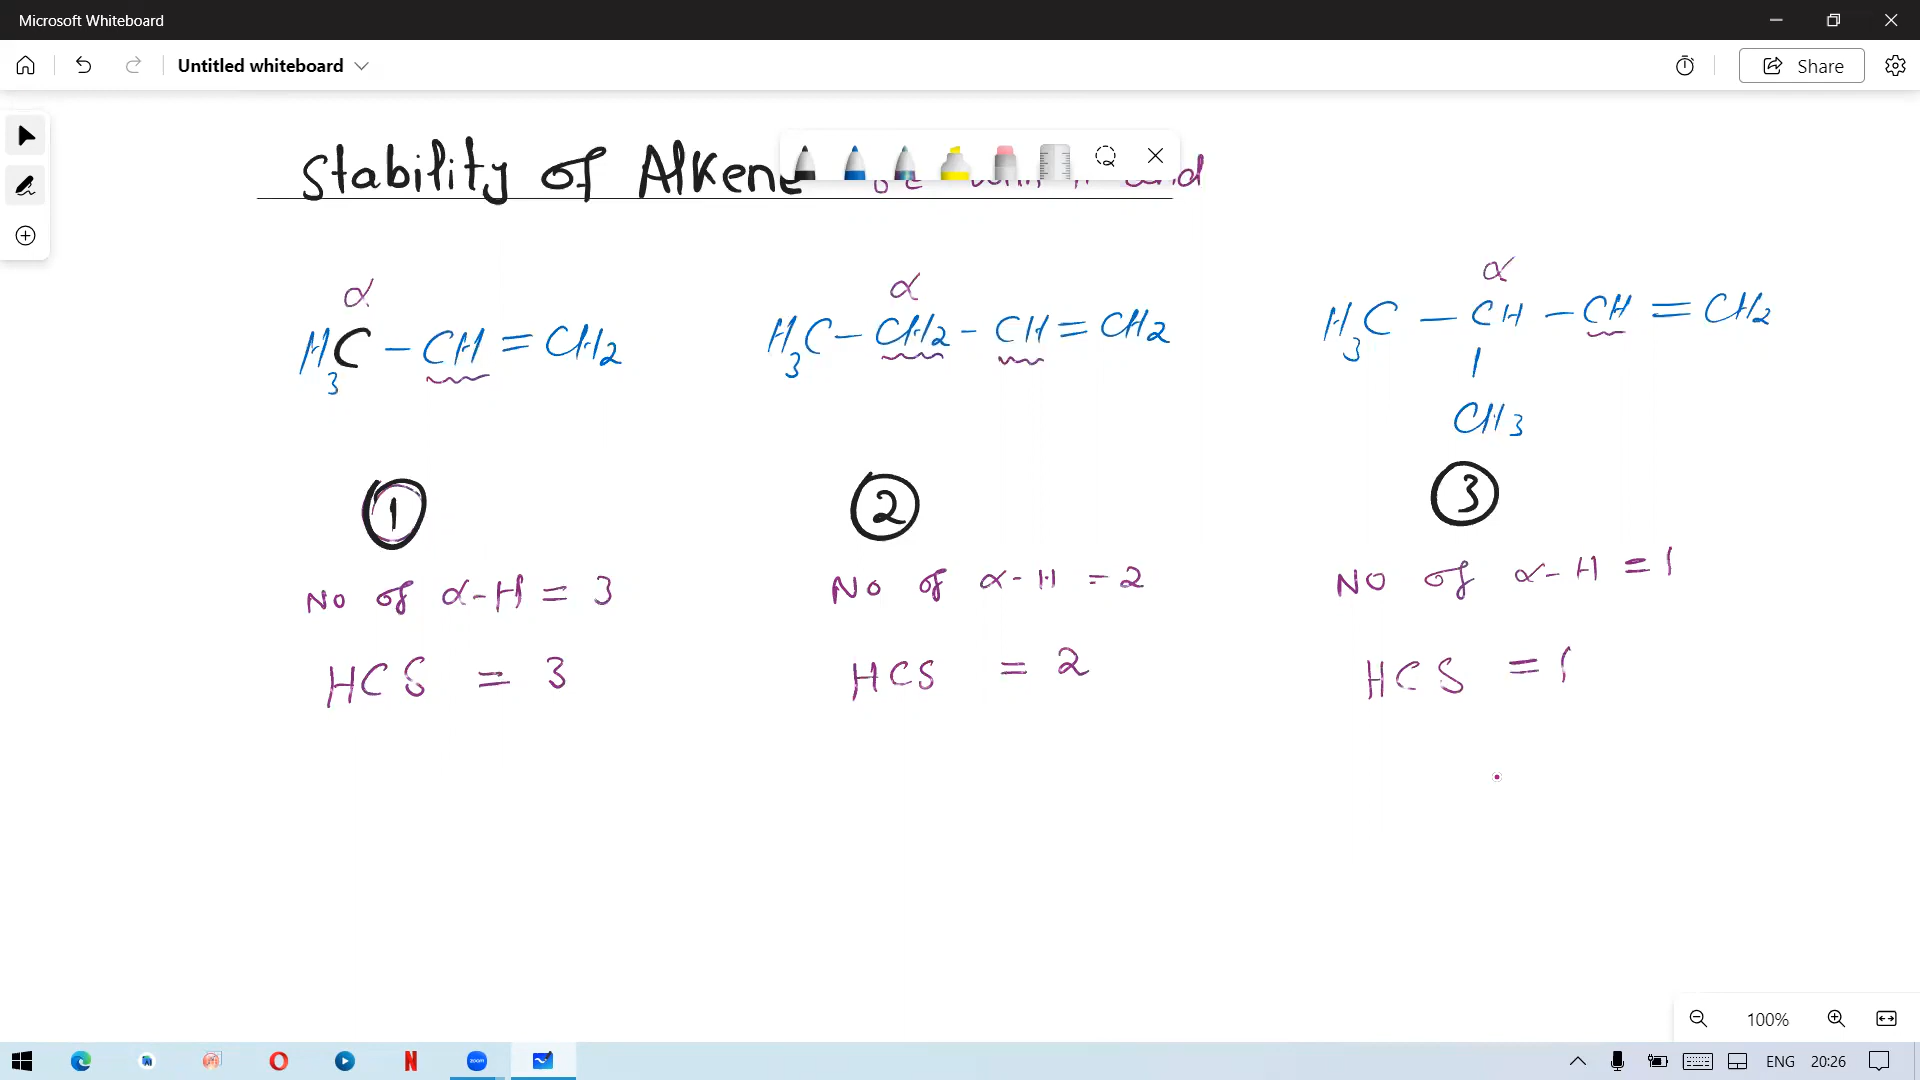 Microsoft Whiteboard
Untitled whiteboard
Share
Stability of Alkene
α
α
α
H3C - CH = CH2
H3C - CH2 - CH = CH2
H3C - CH - CH = CH2
CH3
1
2
3
No of α-H = 3
No of α-H = 2
No of α-H = 1
HCS = 3
HCS = 2
HCS = 1
100%
zoom
ENG
20:26